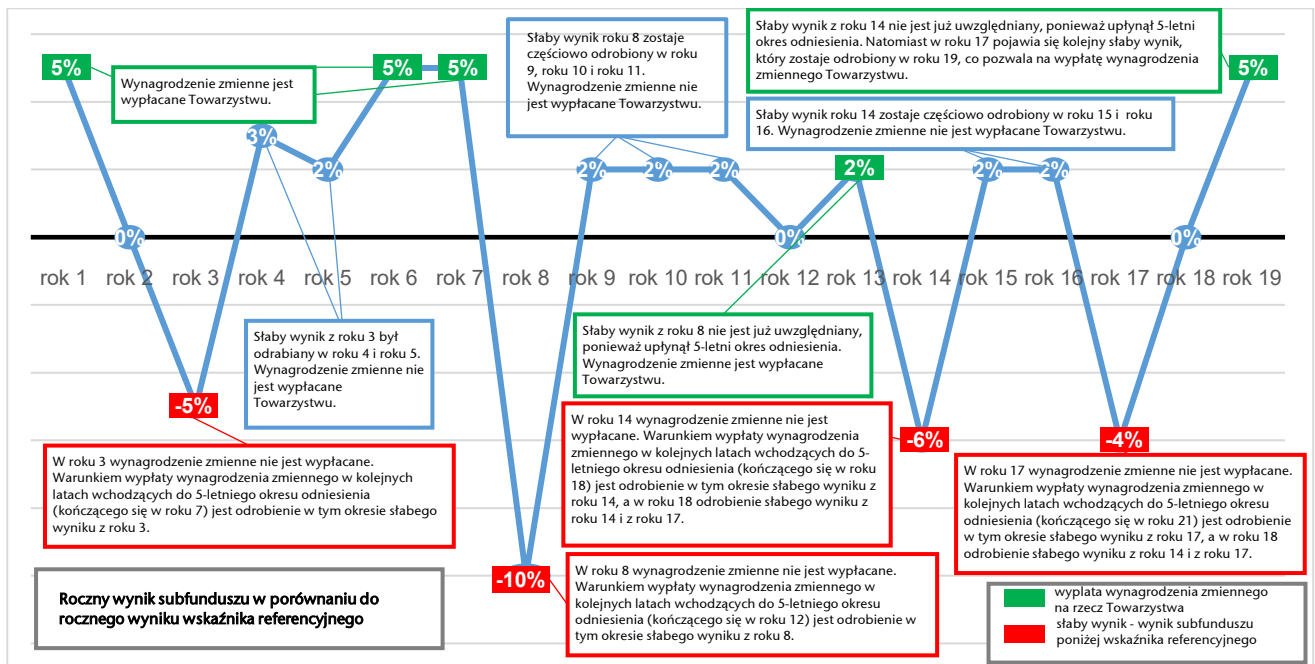 Słaby wynik z roku 14 nie jest już uwzględniany, ponieważ upłynął 5-letni
okres odniesienia. Natomiast w roku 17 pojawia się kolejny słaby wynik,
który zostaje odrobiony w roku 19, co pozwala na wypłatę wynagrodzenia
zmiennego Towarzystwu.
Słaby wynik roku 8 zostaje
częściowo odrobiony w roku
9, roku 10 i roku 11.
Wynagrodzenie zmienne nie
jest wypłacane Towarzystwu.
Wynagrodzenie zmienne jest
wypłacane Towarzystwu.
Słaby wynik roku 14 zostaje częściowo odrobiony w roku 15 i roku
16. Wynagrodzenie zmienne nie jest wypłacane Towarzystwu.
5%
0%
-5%
3%
2%
5%
5%
-10%
2%
2%
2%
0%
2%
-6%
2%
2%
-4%
0%
5%
rok 1 rok 2 rok 3 rok 4 rok 5 rok 6 rok 7 rok 8 rok 9 rok 10 rok 11 rok 12 rok 13 rok 14 rok 15 rok 16 rok 17 rok 18 rok 19
Słaby wynik z roku 3 był
odrabiany w roku 4 i roku 5.
Wynagrodzenie zmienne nie
jest wypłacane
Towarzystwu.
Słaby wynik z roku 8 nie jest już uwzględniany,
ponieważ upłynął 5-letni okres odniesienia.
Wynagrodzenie zmienne jest wypłacane
Towarzystwu.
W roku 3 wynagrodzenie zmienne nie jest wypłacane.
Warunkiem wypłaty wynagrodzenia zmiennego w kolejnych
latach wchodzących do 5-letniego okresu odniesienia
(kończącego się w roku 7) jest odrobienie w tym okresie słabego
wyniku z roku 3.
W roku 14 wynagrodzenie zmienne nie jest
wypłacane. Warunkiem wypłaty wynagrodzenia
zmiennego w kolejnych latach wchodzących do 5-
letniego okresu odniesienia (kończącego się w roku
18) jest odrobienie w tym okresie słabego wyniku z
roku 14, a w roku 18 odrobienie słabego wyniku z
roku 14 i z roku 17.
W roku 17 wynagrodzenie zmienne nie jest wypłacane.
Warunkiem wypłaty wynagrodzenia zmiennego w
kolejnych latach wchodzących do 5-letniego okresu
odniesienia (kończącego się w roku 21) jest odrobienie
w tym okresie słabego wyniku z roku 17, a w roku 18
odrobienie słabego wyniku z roku 14 i z roku 17.
W roku 8 wynagrodzenie zmienne nie jest wypłacane.
Warunkiem wypłaty wynagrodzenia zmiennego w
kolejnych latach wchodzących do 5-letniego okresu
odniesienia (kończącego się w roku 12) jest odrobienie w
tym okresie słabego wyniku z roku 8.
Roczny wynik subfunduszu w porównaniu do
rocznego wyniku wskaźnika referencyjnego
wyplata wynagrodzenia zmiennego
na rzecz Towarzystwa
słaby wynik - wynik subfunduszu
poniżej wskaźnika referencyjnego